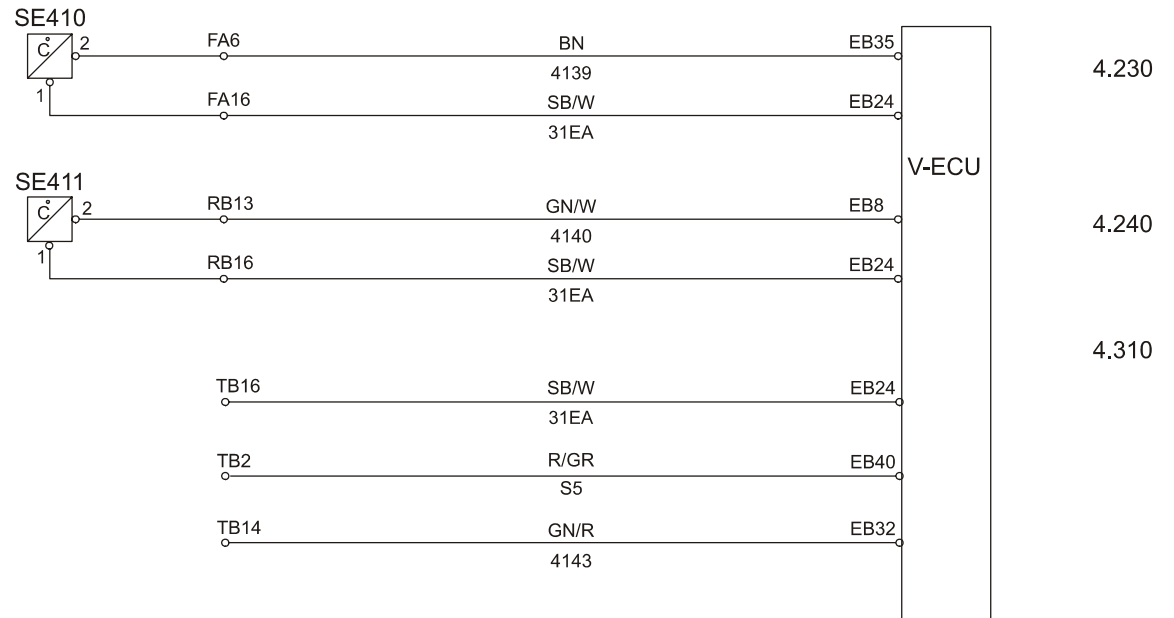 SE410
C° 2 FA6 BN EB35
4139 4.230
1 FA16 SB/W EB24
31EA
V-ECU
SE411
C° 2 RB13 GN/W EB8
4140 4.240
1 RB16 SB/W EB24
31EA
4.310
TB16 SB/W EB24
31EA
TB2 R/GR EB40
S5
TB14 GN/R EB32
4143